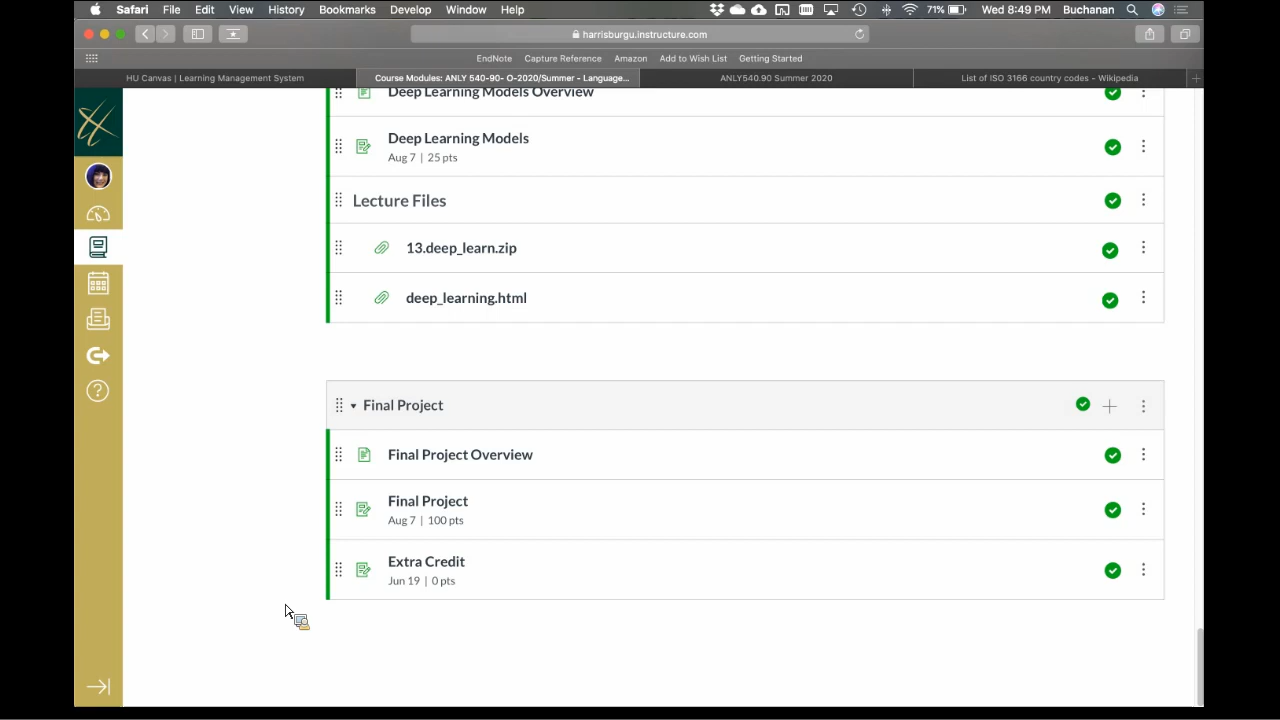 Safari File Edit View History Bookmarks Develop Window Help 71% Wed 8:49 PM Buchanan
harrisburgu.instructure.com
EndNote Capture Reference Amazon Add to Wish List Getting Started
HU Canvas | Learning Management System Course Modules: ANLY 540-90- O-2020/Summer - Language... ANLY540.90 Summer 2020 List of ISO 3166 country codes - Wikipedia
Deep Learning Models Overview
Deep Learning Models
Aug 7 | 25 pts
Lecture Files
13.deep_learn.zip
deep_learning.html
Final Project
Final Project Overview
Final Project
Aug 7 | 100 pts
Extra Credit
Jun 19 | 0 pts